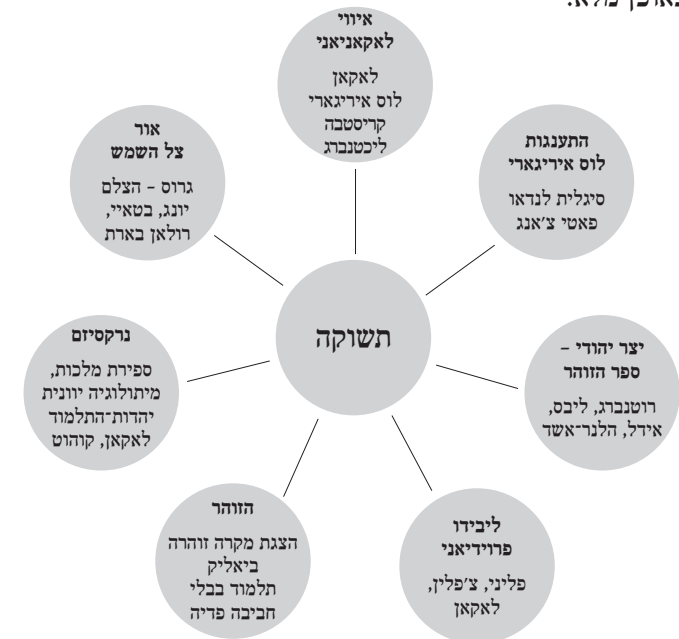 איווי
לאקאניאני
לאקאן
לוס איריגארי
קריסטבה
ליכטנברג
התענגות
לוס איריגארי
סיגלית לנדאו
פאטי צ׳אנג
יצר יהודי –
ספר הזוהר
רוטנברג, ליבס,
אידל, הלנר־אשד
ליבידו
פרוידיאני
פליני, צ׳פלין,
לאקאן
הזוהר
הצגת מקרה זוהרה
ביאליק
תלמוד בבלי
חביבה פדיה
נרקסיזם
ספירת מלכות,
מיתולוגיה יוונית
יהדות־התלמוד
לאקאן, קוהוט
אור
צל השמש
גרוס – הצלם
יונג, בטאיי,
רולאן בארת
תשוקה